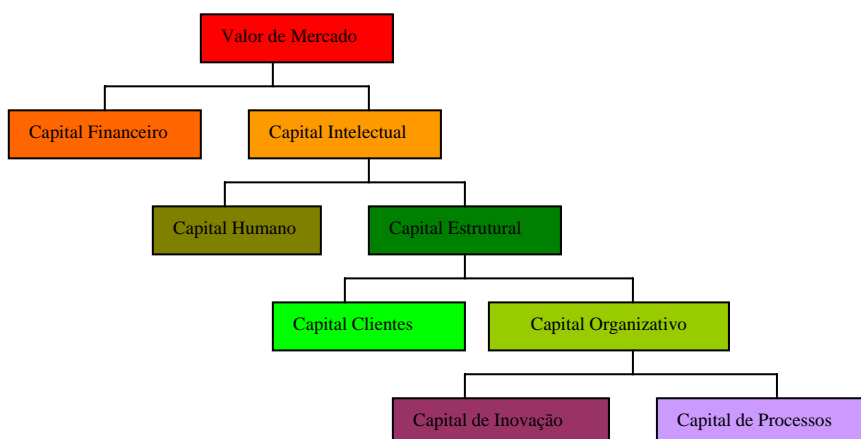 Valor de Mercado
Capital Financeiro
Capital Intelectual
Capital Humano
Capital Estrutural
Capital Clientes
Capital Organizativo
Capital de Inovação
Capital de Processos